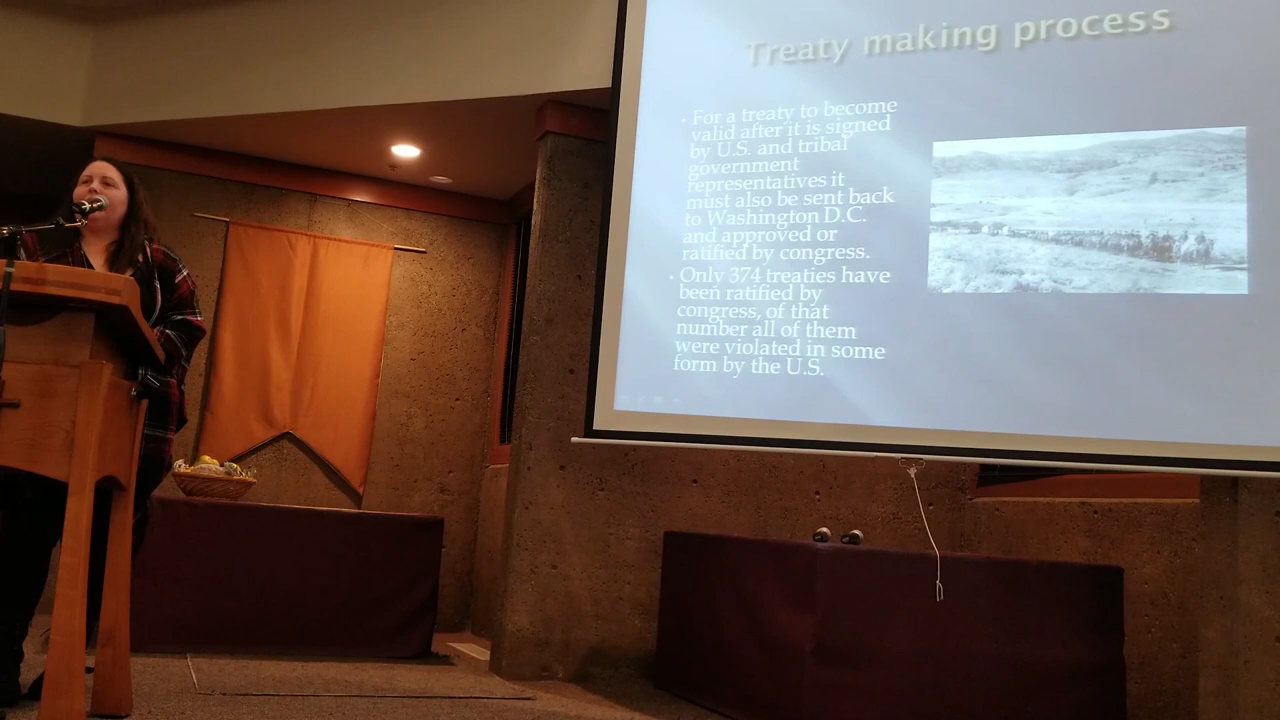 Treaty making process
• For a treaty to become
valid after it is signed
by U.S. and tribal
government
representatives it
must also be sent back
to Washington D.C.
and approved or
ratified by congress.
• Only 374 treaties have
been ratified by
congress, of that
number all of them
were violated in some
form by the U.S.